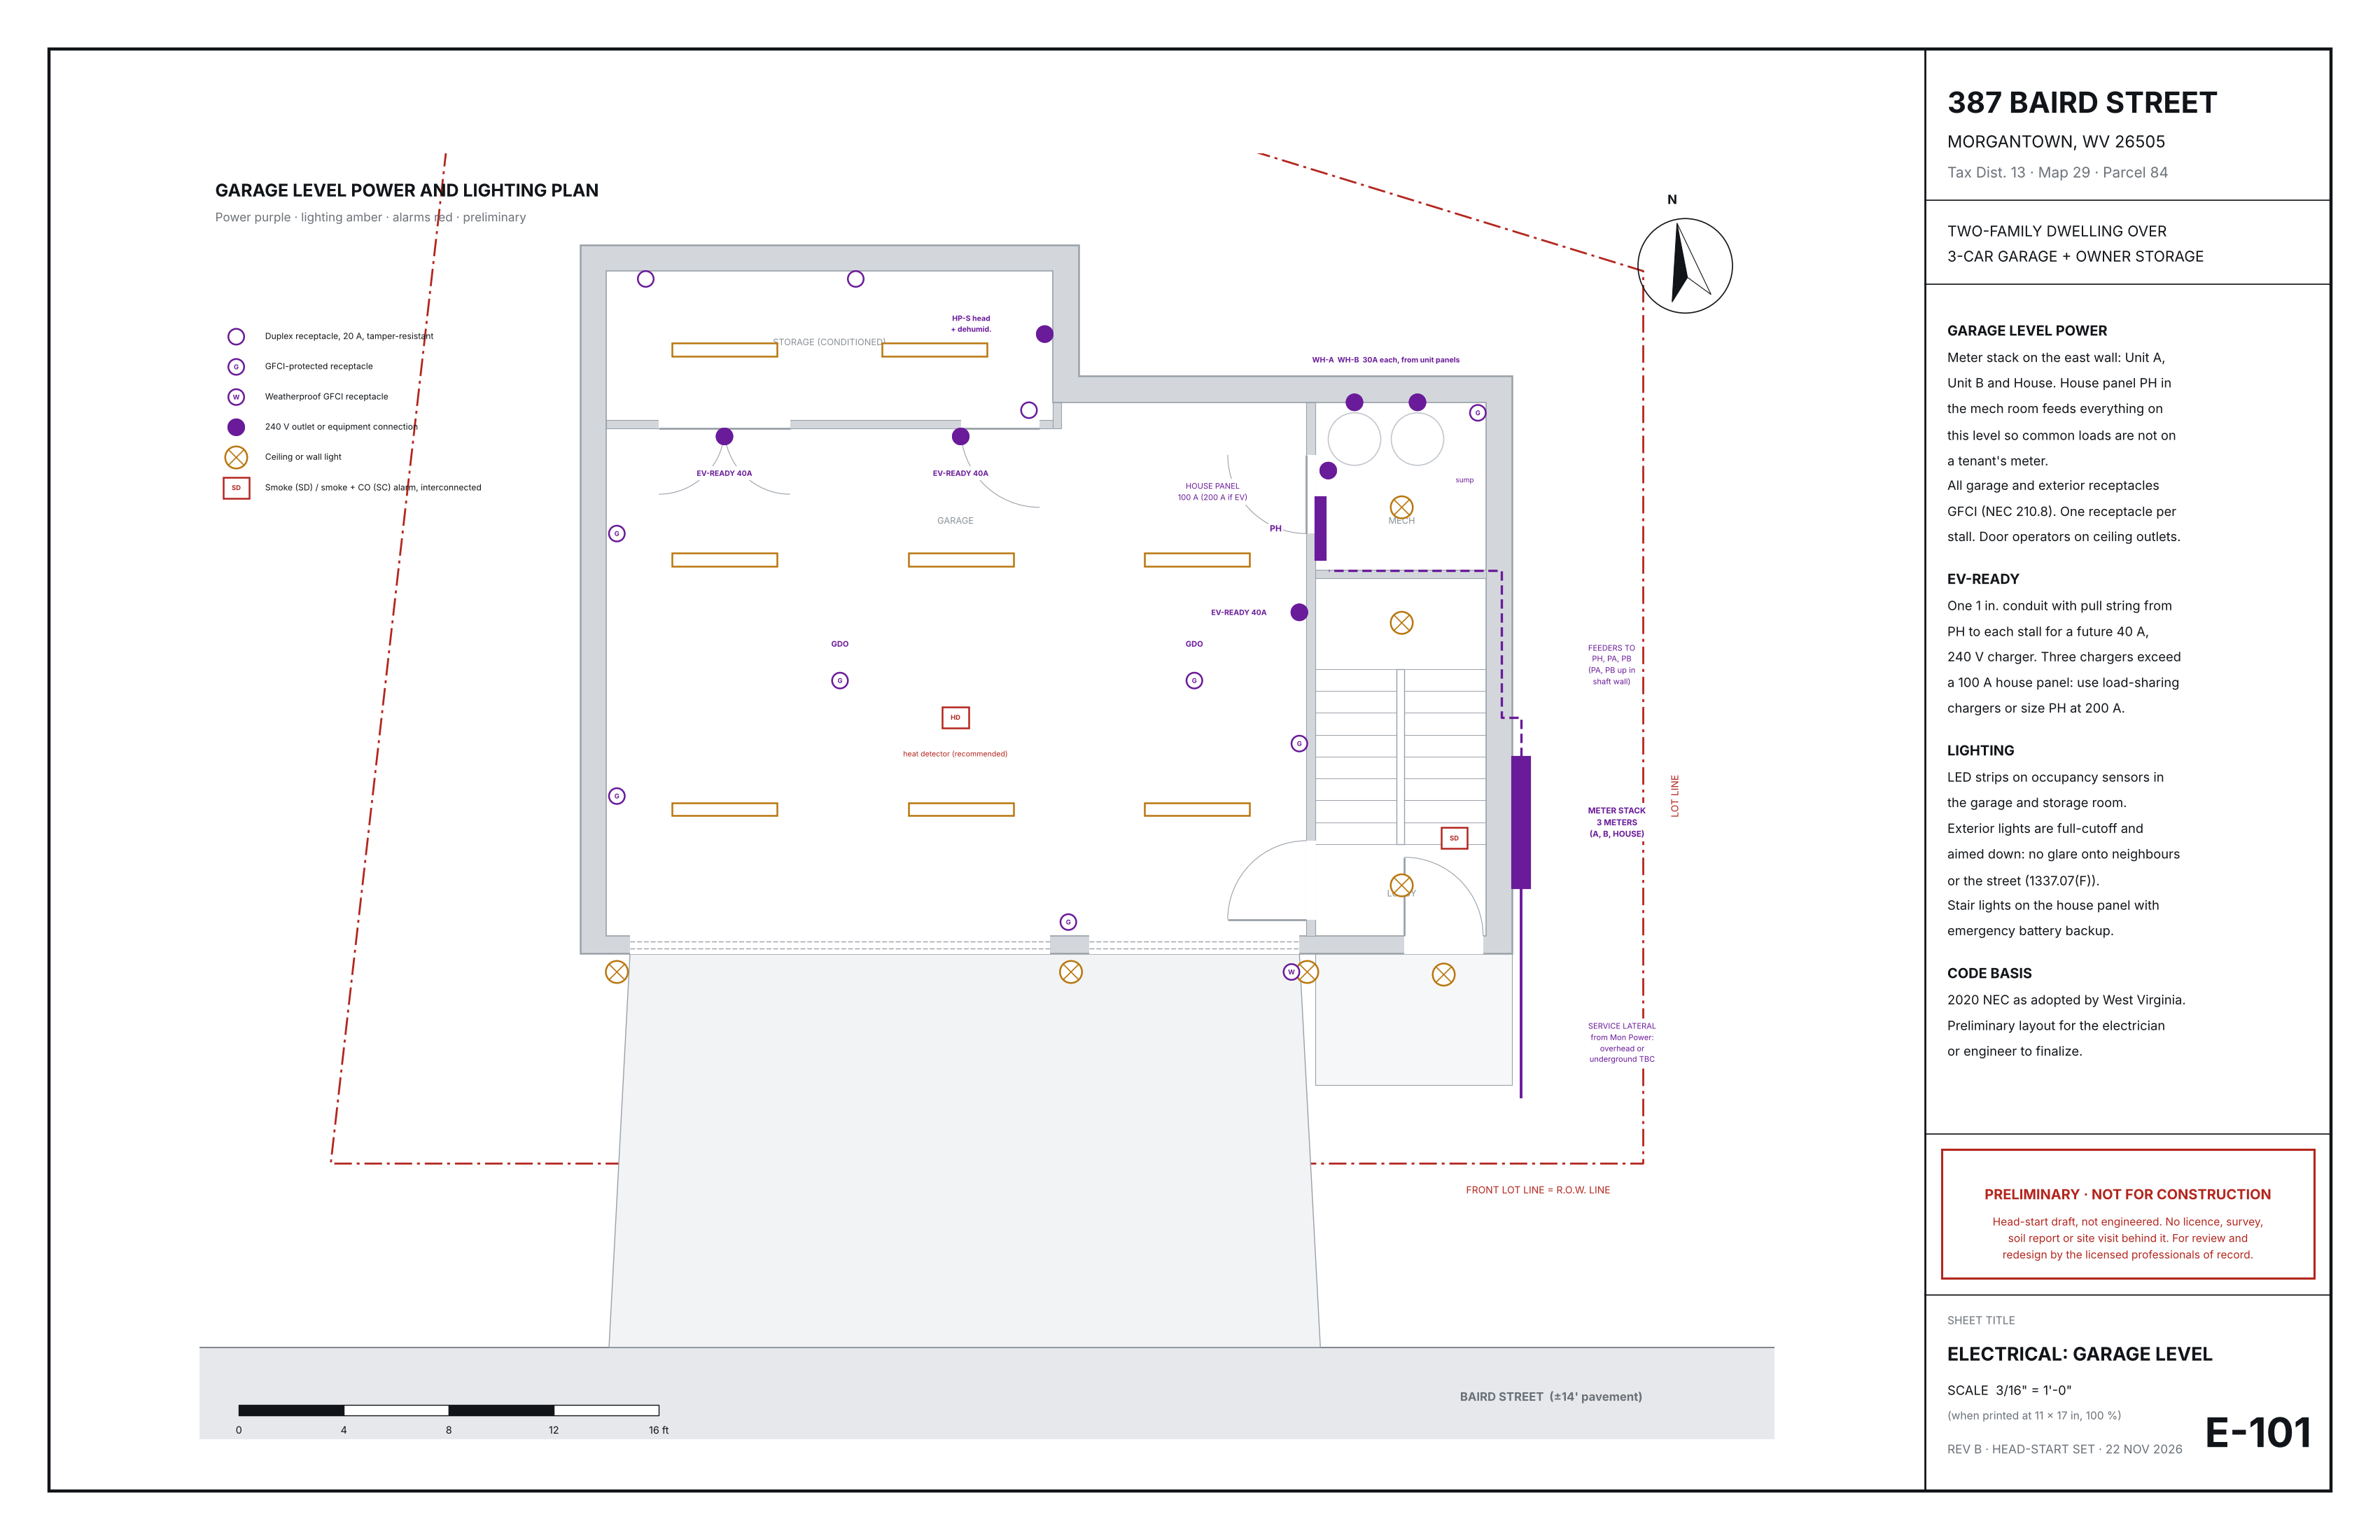 GARAGE LEVEL POWER AND LIGHTING PLAN
Power purple · lighting amber · alarms red · preliminary
Duplex receptacle, 20 A, tamper-resistant
G
GFCI-protected receptacle
W
Weatherproof GFCI receptacle
240 V outlet or equipment connection
Ceiling or wall light
SD
Smoke (SD) / smoke + CO (SC) alarm, interconnected
N
HP-S head
+ dehumid.
STORAGE (CONDITIONED)
WH-A WH-B 30A each, from unit panels
G
EV-READY 40A
EV-READY 40A
HOUSE PANEL
100 A (200 A if EV)
sump
GARAGE
PH
MECH
G
EV-READY 40A
GDO
GDO
G
G
FEEDERS TO
PH, PA, PB
(PA, PB up in
shaft wall)
HD
heat detector (recommended)
G
G
LOT LINE
METER STACK
3 METERS
(A, B, HOUSE)
SD
G
W
SERVICE LATERAL
from Mon Power:
overhead or
underground TBC
FRONT LOT LINE = R.O.W. LINE
BAIRD STREET (±14' pavement)
0 4 8 12 16 ft
387 BAIRD STREET
MORGANTOWN, WV 26505
Tax Dist. 13 · Map 29 · Parcel 84
TWO-FAMILY DWELLING OVER
3-CAR GARAGE + OWNER STORAGE
GARAGE LEVEL POWER
Meter stack on the east wall: Unit A,
Unit B and House. House panel PH in
the mech room feeds everything on
this level so common loads are not on
a tenant's meter.
All garage and exterior receptacles
GFCI (NEC 210.8). One receptacle per
stall. Door operators on ceiling outlets.
EV-READY
One 1 in. conduit with pull string from
PH to each stall for a future 40 A,
240 V charger. Three chargers exceed
a 100 A house panel: use load-sharing
chargers or size PH at 200 A.
LIGHTING
LED strips on occupancy sensors in
the garage and storage room.
Exterior lights are full-cutoff and
aimed down: no glare onto neighbours
or the street (1337.07(F)).
Stair lights on the house panel with
emergency battery backup.
CODE BASIS
2020 NEC as adopted by West Virginia.
Preliminary layout for the electrician
or engineer to finalize.
PRELIMINARY · NOT FOR CONSTRUCTION
Head-start draft, not engineered. No licence, survey,
soil report or site visit behind it. For review and
redesign by the licensed professionals of record.
SHEET TITLE
ELECTRICAL: GARAGE LEVEL
SCALE 3/16" = 1'-0"
(when printed at 11 × 17 in, 100 %)
REV B · HEAD-START SET · 22 NOV 2026
E-101